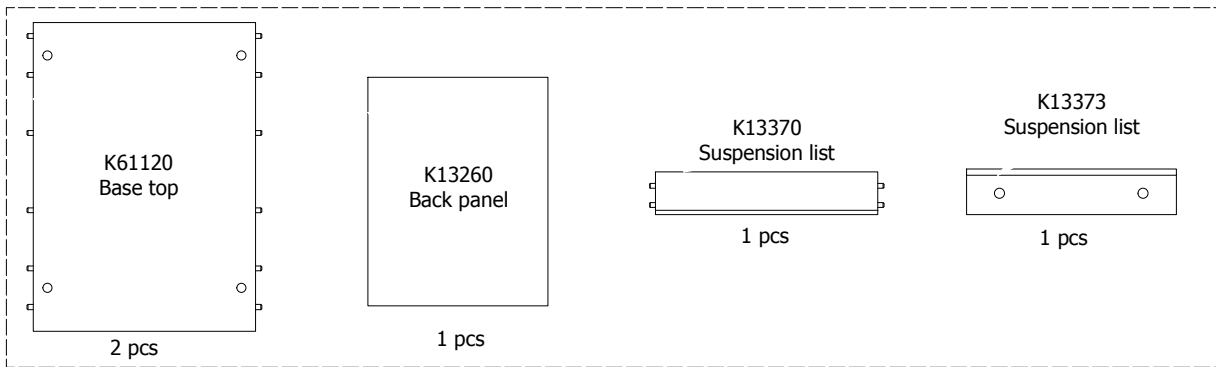 K61120
Base top
2 pcs
K13260
Back panel
1 pcs
K13370
Suspension list
1 pcs
K13373
Suspension list
1 pcs